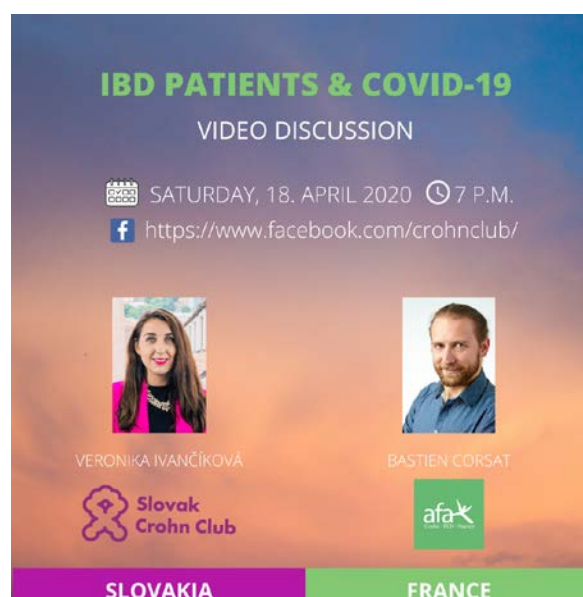 IBD PATIENTS & COVID-19
VIDEO DISCUSSION
SATURDAY, 18. APRIL 2020 7 P.M.
https://www.facebook.com/crohnclub/
VERONIKA IVANČÍKOVÁ
BASTIEN CORSAT
Slovak
Crohn Club
afa
SLOVAKIA
FRANCE